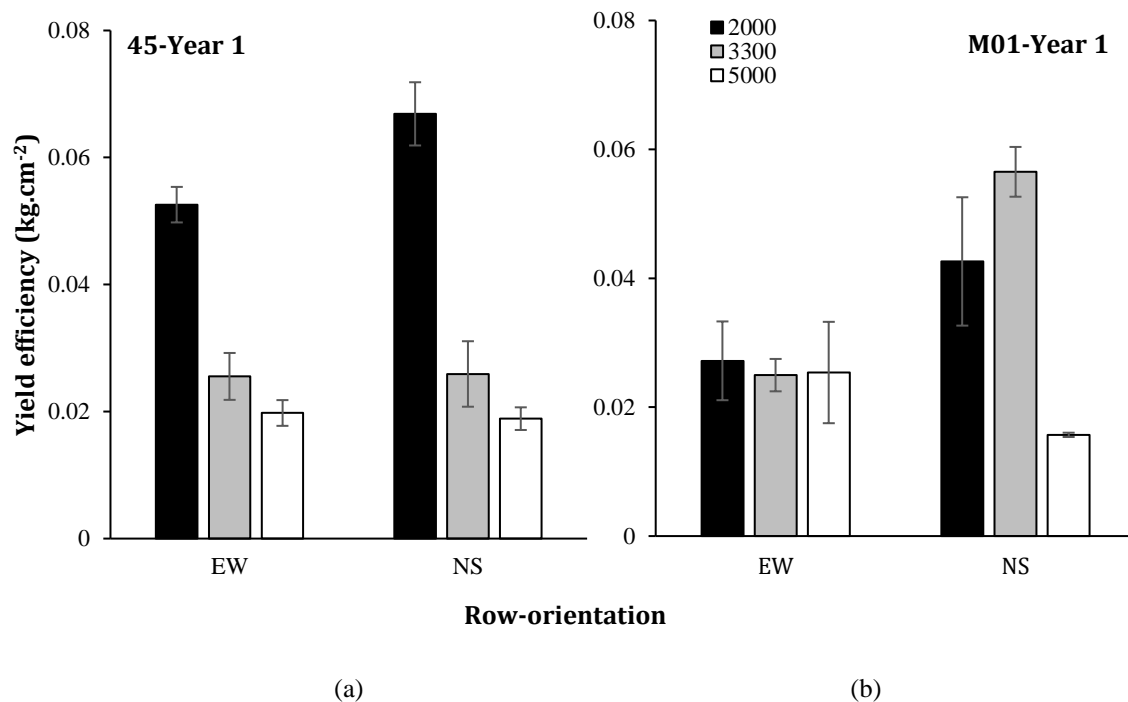 45-Year 1
Yield efficiency (kg.cm-2)
0.08
0.06
0.04
0.02
0
EW
NS
M01-Year 1
2000
3300
5000
0.08
0.06
0.04
0.02
0
EW
NS
Row-orientation
(a)
(b)